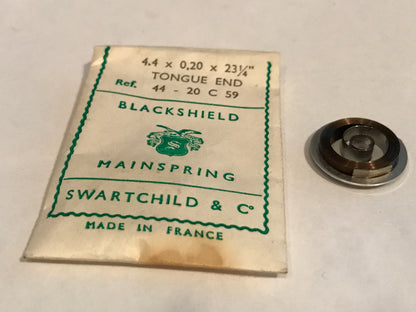 4.4 x 0,20 x 23¼"
TONGUE END
Ref. 44 - 20 C 59
BLACKSHIELD
S
MAINSPRING
SWARTCHILD & Cº
MADE IN FRANCE